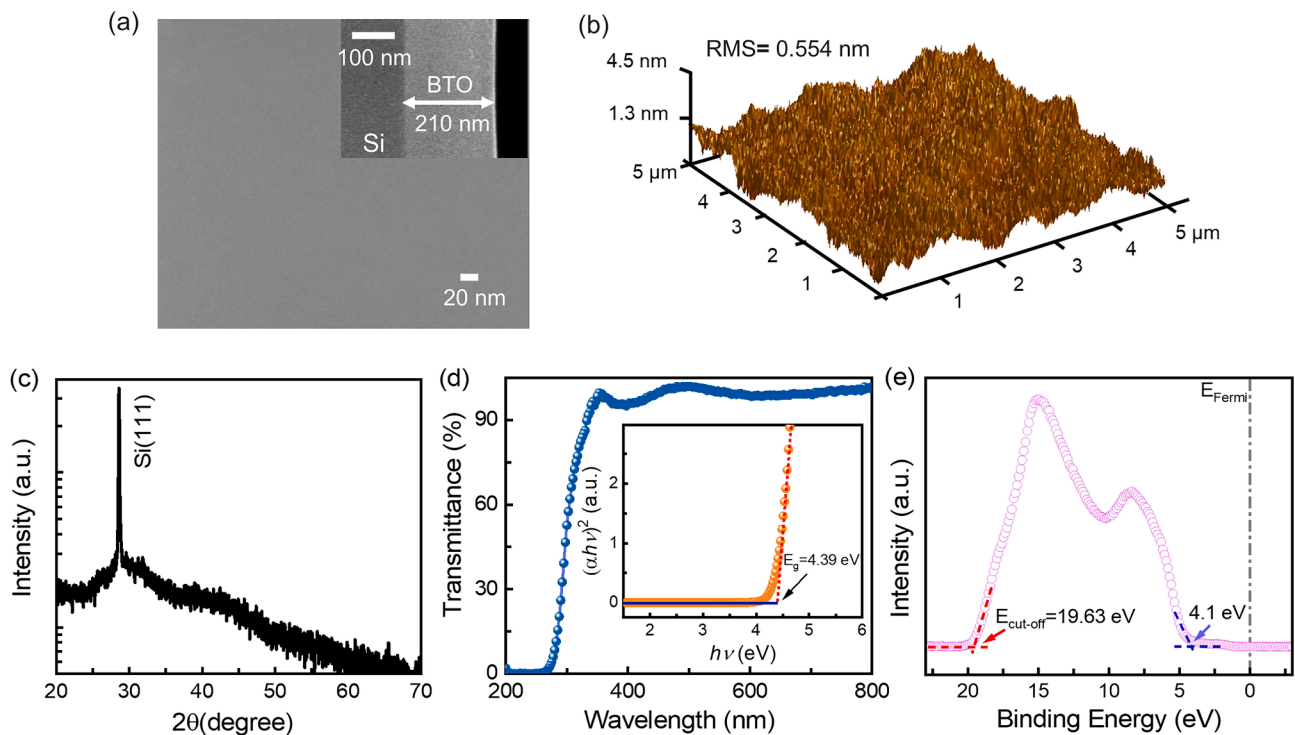 (a)
100 nm
BTO
210 nm
Si
20 nm
(b)
RMS= 0.554 nm
4.5 nm
1.3 nm
5 µm
4
3
2
1
1
2
3
4
5 µm
(c)
Intensity (a.u.)
Si(111)
20 30 40 50 60 70
2θ(degree)
(d)
Transmittance (%)
90
60
30
0
200 400 600 800
Wavelength (nm)
(αhν)² (a.u.)
2
1
0
E_g=4.39 eV
2 3 4 5 6
hν (eV)
(e)
Intensity (a.u.)
E_Fermi
E_cut-off=19.63 eV
4.1 eV
20 15 10 5 0
Binding Energy (eV)